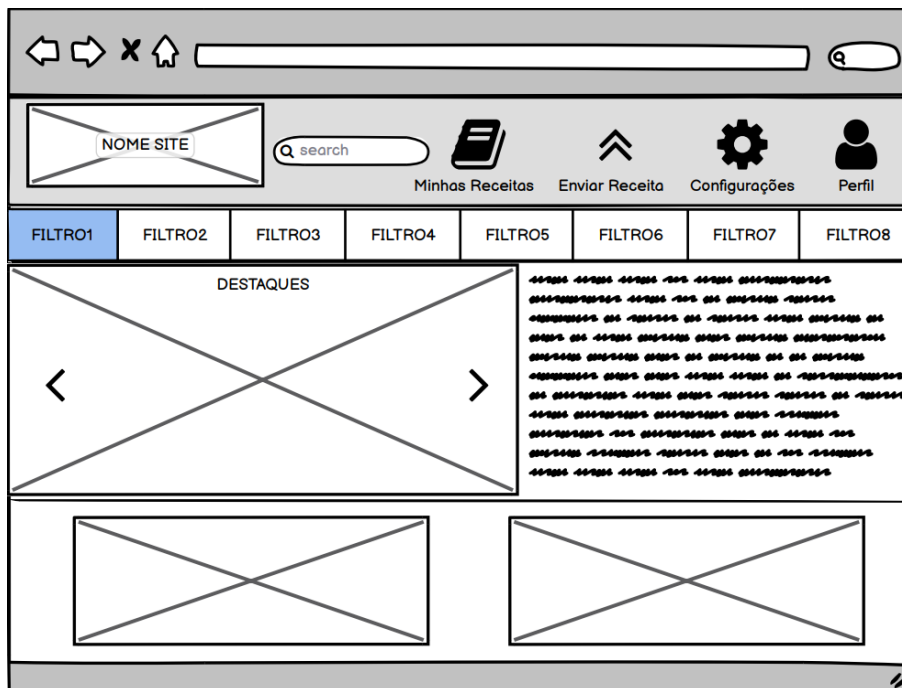 NOME SITE
search
Minhas Receitas
Enviar Receita
Configurações
Perfil
FILTRO1
FILTRO2
FILTRO3
FILTRO4
FILTRO5
FILTRO6
FILTRO7
FILTRO8
DESTAQUES